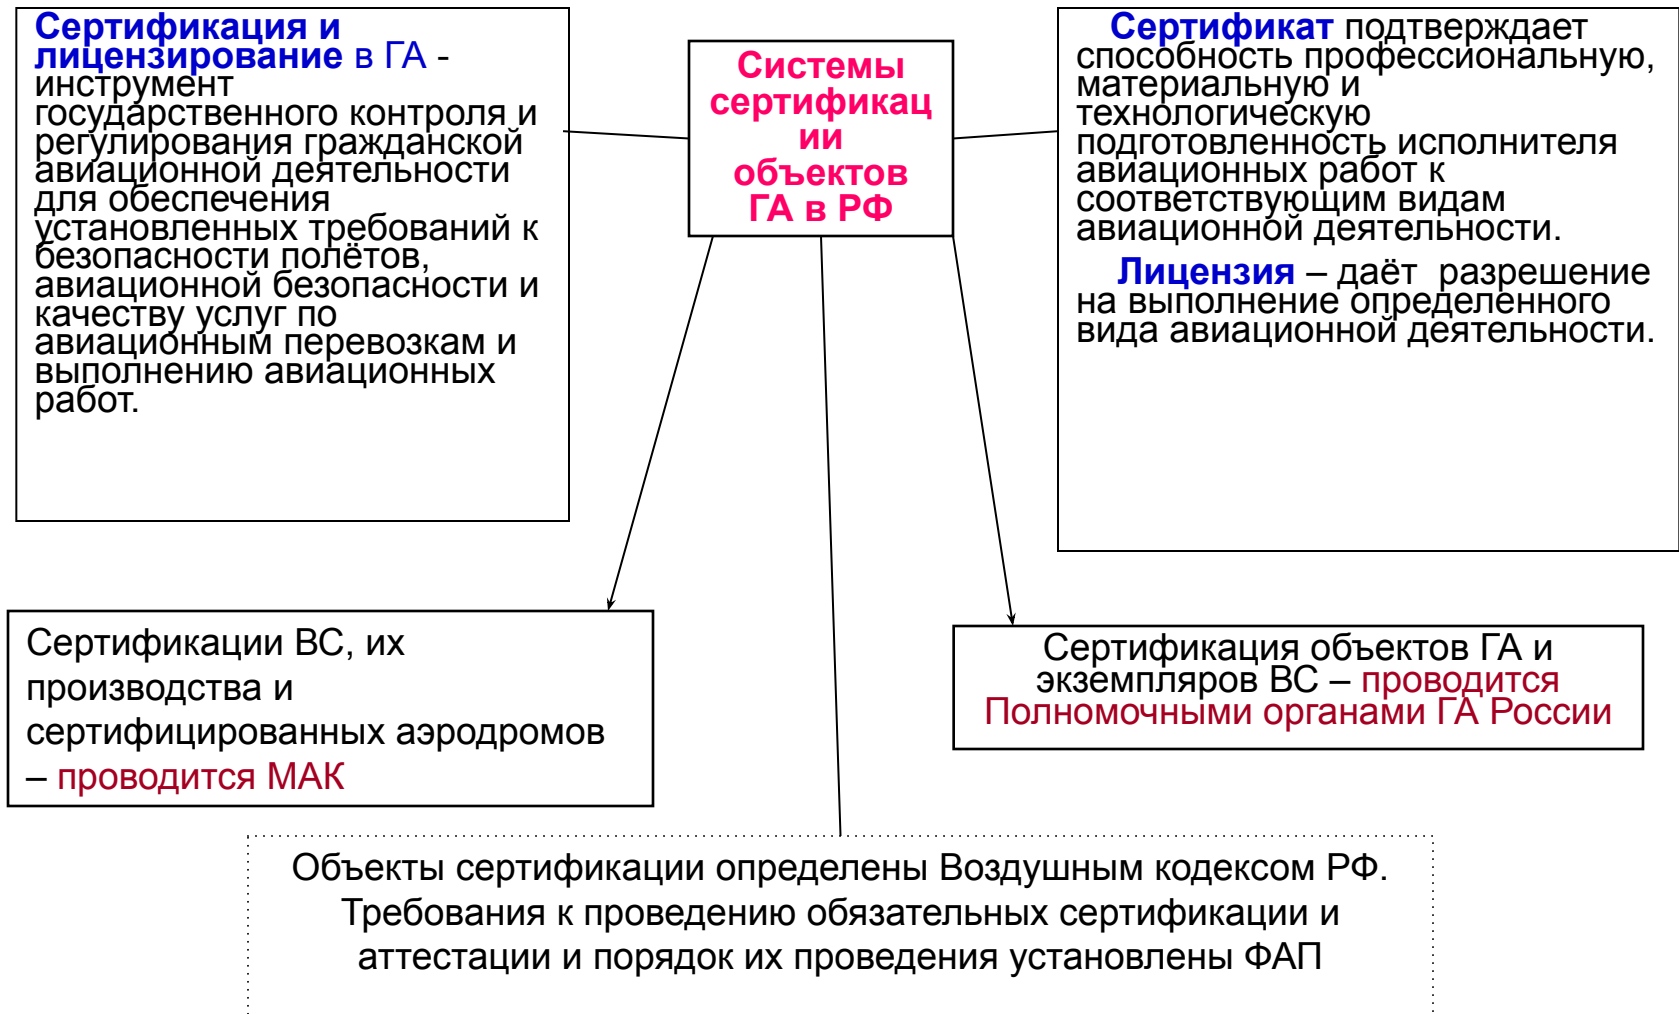 Сертификация и
лицензирование в ГА -
инструмент
государственного контроля и
регулирования гражданской
авиационной деятельности
для обеспечения
установленных требований к
безопасности полётов,
авиационной безопасности и
качеству услуг по
авиационным перевозкам и
выполнению авиационных
работ.
Системы
сертификац
ии
объектов
ГА в РФ
Сертификат подтверждает
способность профессиональную,
материальную и
технологическую
подготовленность исполнителя
авиационных работ к
соответствующим видам
авиационной деятельности.
Лицензия – даёт разрешение
на выполнение определенного
вида авиационной деятельности.
Сертификации ВС, их
производства и
сертифицированных аэродромов
– проводится МАК
Сертификация объектов ГА и
экземпляров ВС – проводится
Полномочными органами ГА России
Объекты сертификации определены Воздушным кодексом РФ.
Требования к проведению обязательных сертификации и
аттестации и порядок их проведения установлены ФАП